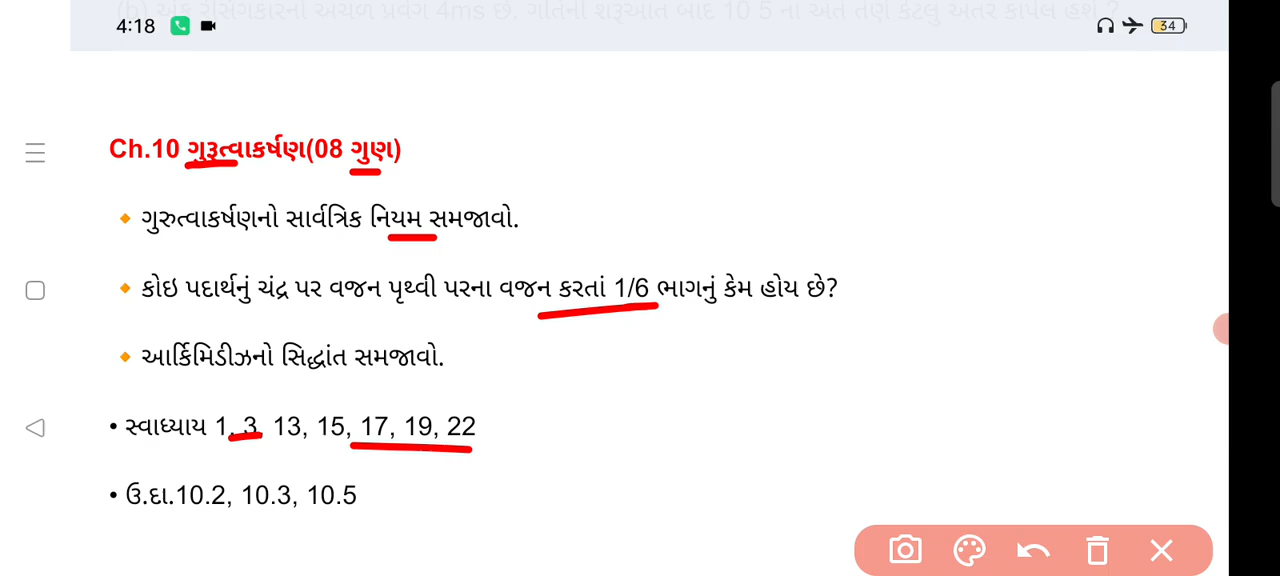 4:18 34
Ch.10 ગુરૂત્વાકર્ષણ(08 ગુણ)
🔸 ગુરુત્વાકર્ષણનો સાર્વત્રિક નિયમ સમજાવો.
🔸 કોઇ પદાર્થનું ચંદ્ર પર વજન પૃથ્વી પરના વજન કરતાં 1/6 ભાગનું કેમ હોય છે?
🔸 આર્કિમિડીઝનો સિદ્ધાંત સમજાવો.
• સ્વાધ્યાય 1, 3, 13, 15, 17, 19, 22
• ઉ.દા.10.2, 10.3, 10.5